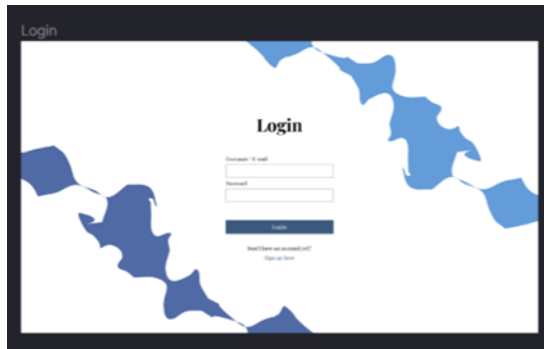 Login
Login
Username / E-mail
Password
Login
Don't have an account yet?
Sign up here